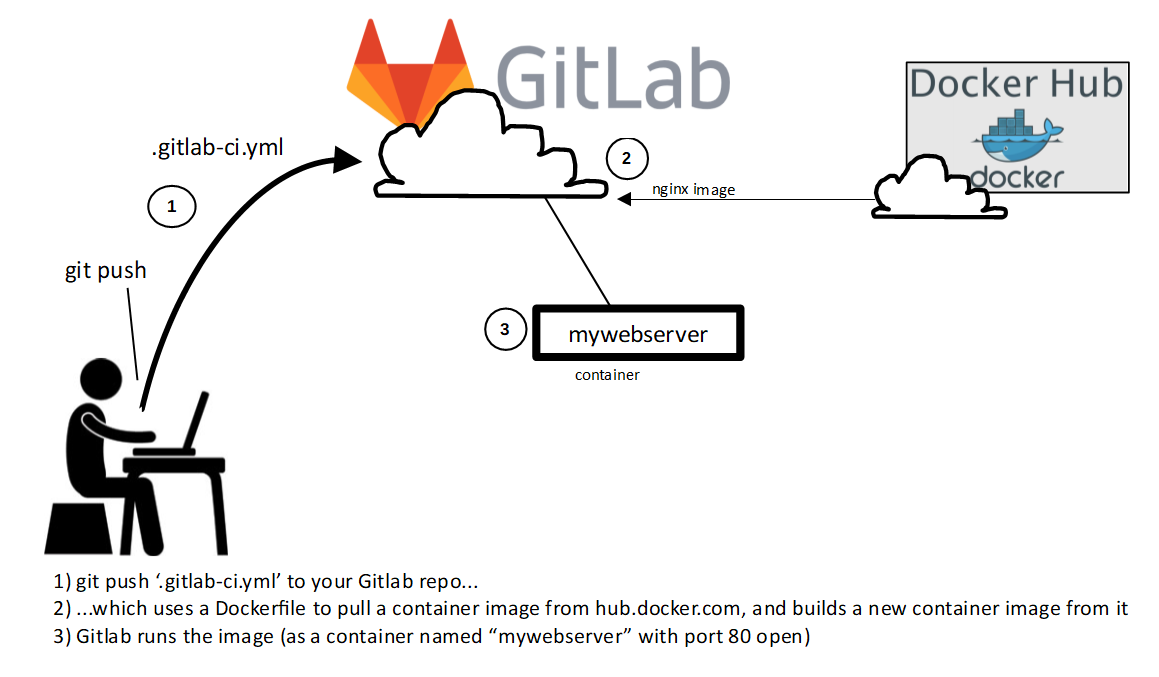 GitLab
Docker Hub
docker
.gitlab-ci.yml
2
nginx image
1
git push
3
mywebserver
container
1) git push ‘.gitlab-ci.yml’ to your Gitlab repo...
2) ...which uses a Dockerfile to pull a container image from hub.docker.com, and builds a new container image from it
3) Gitlab runs the image (as a container named “mywebserver” with port 80 open)